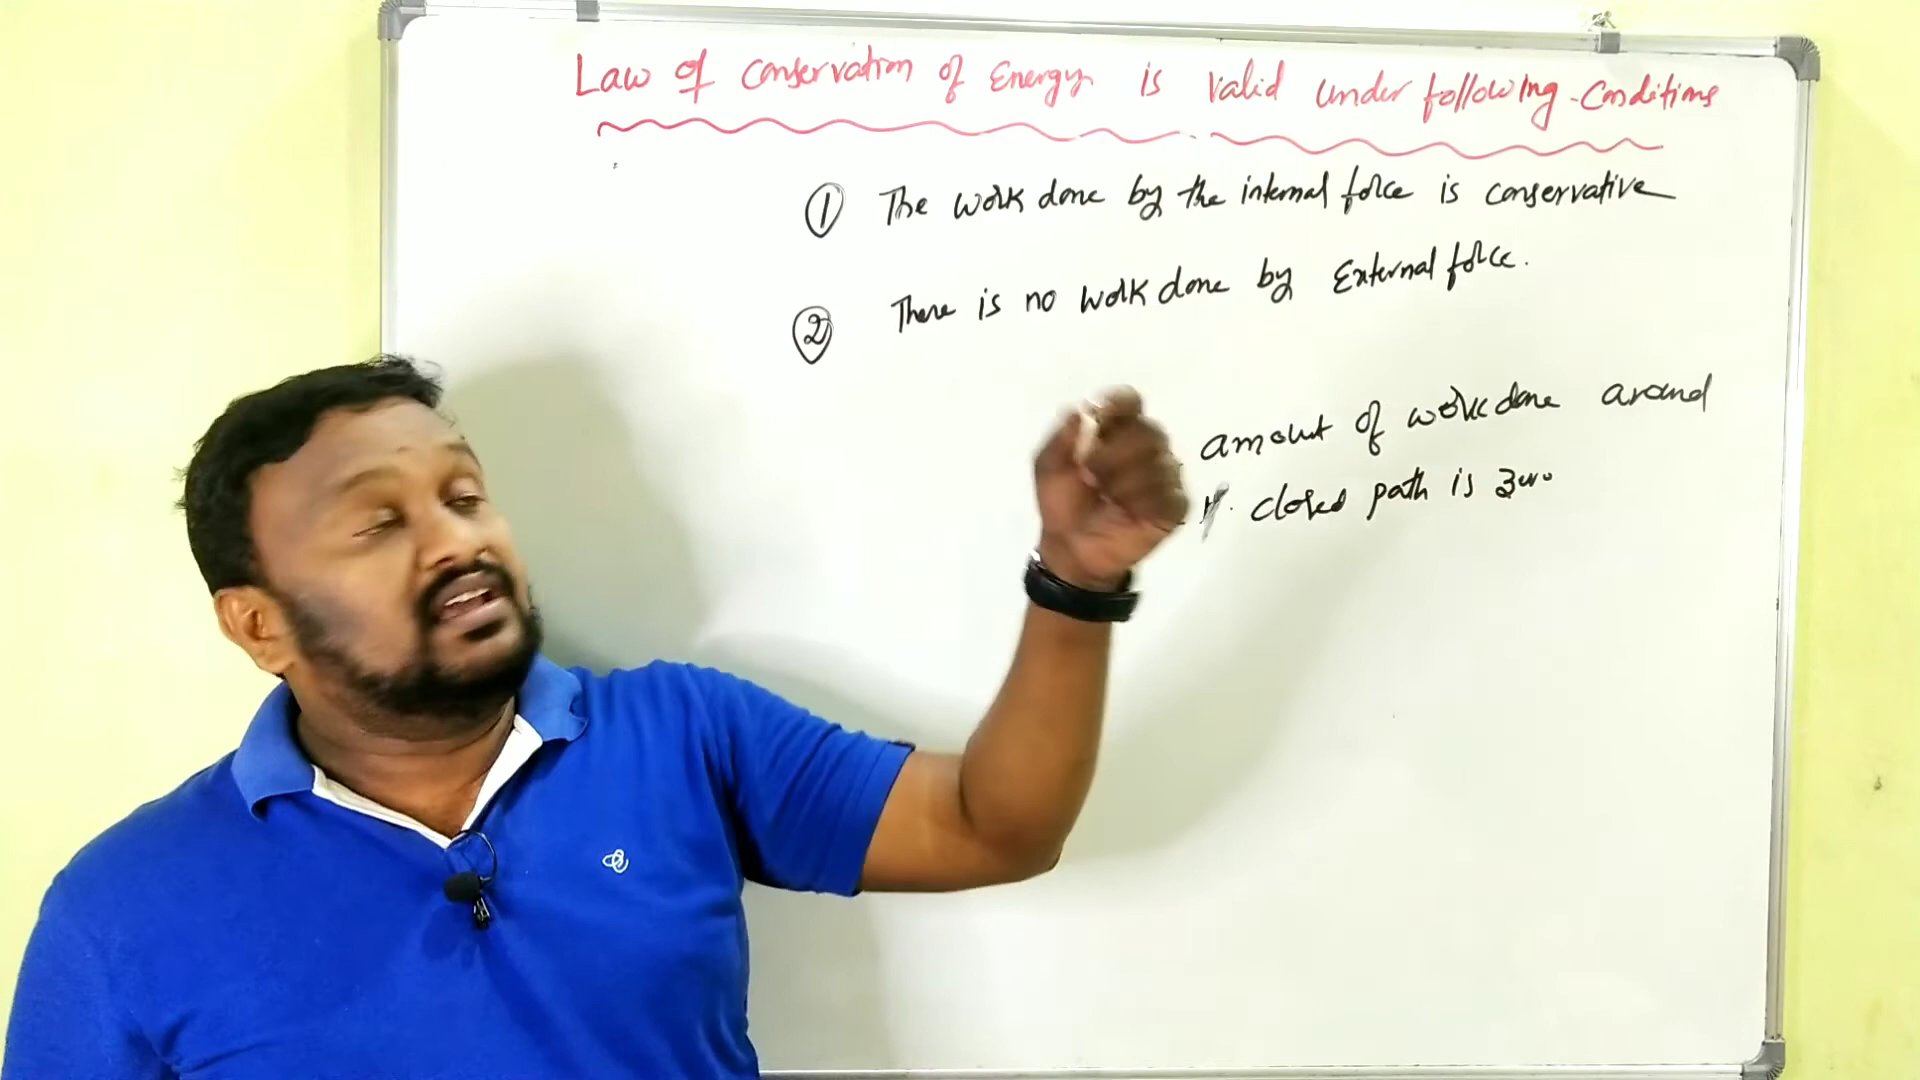 Law of conservation of Energy is valid under following Conditions
① The work done by the internal force is conservative
② There is no work done by External force.
amount of work done around
closed path is zero